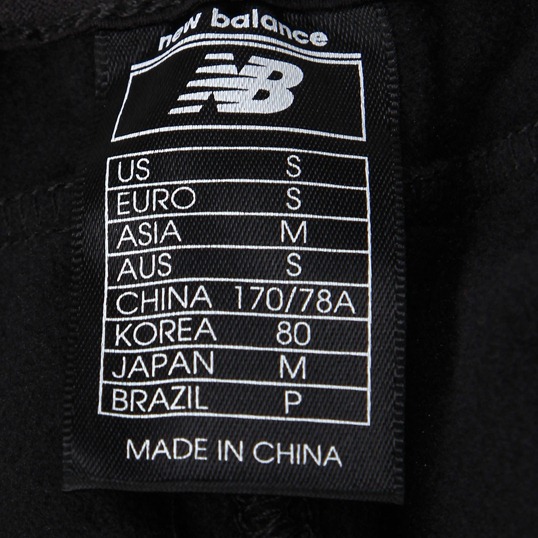 new balance
NB
US S
EURO S
ASIA M
AUS S
CHINA 170/78A
KOREA 80
JAPAN M
BRAZIL P
MADE IN CHINA